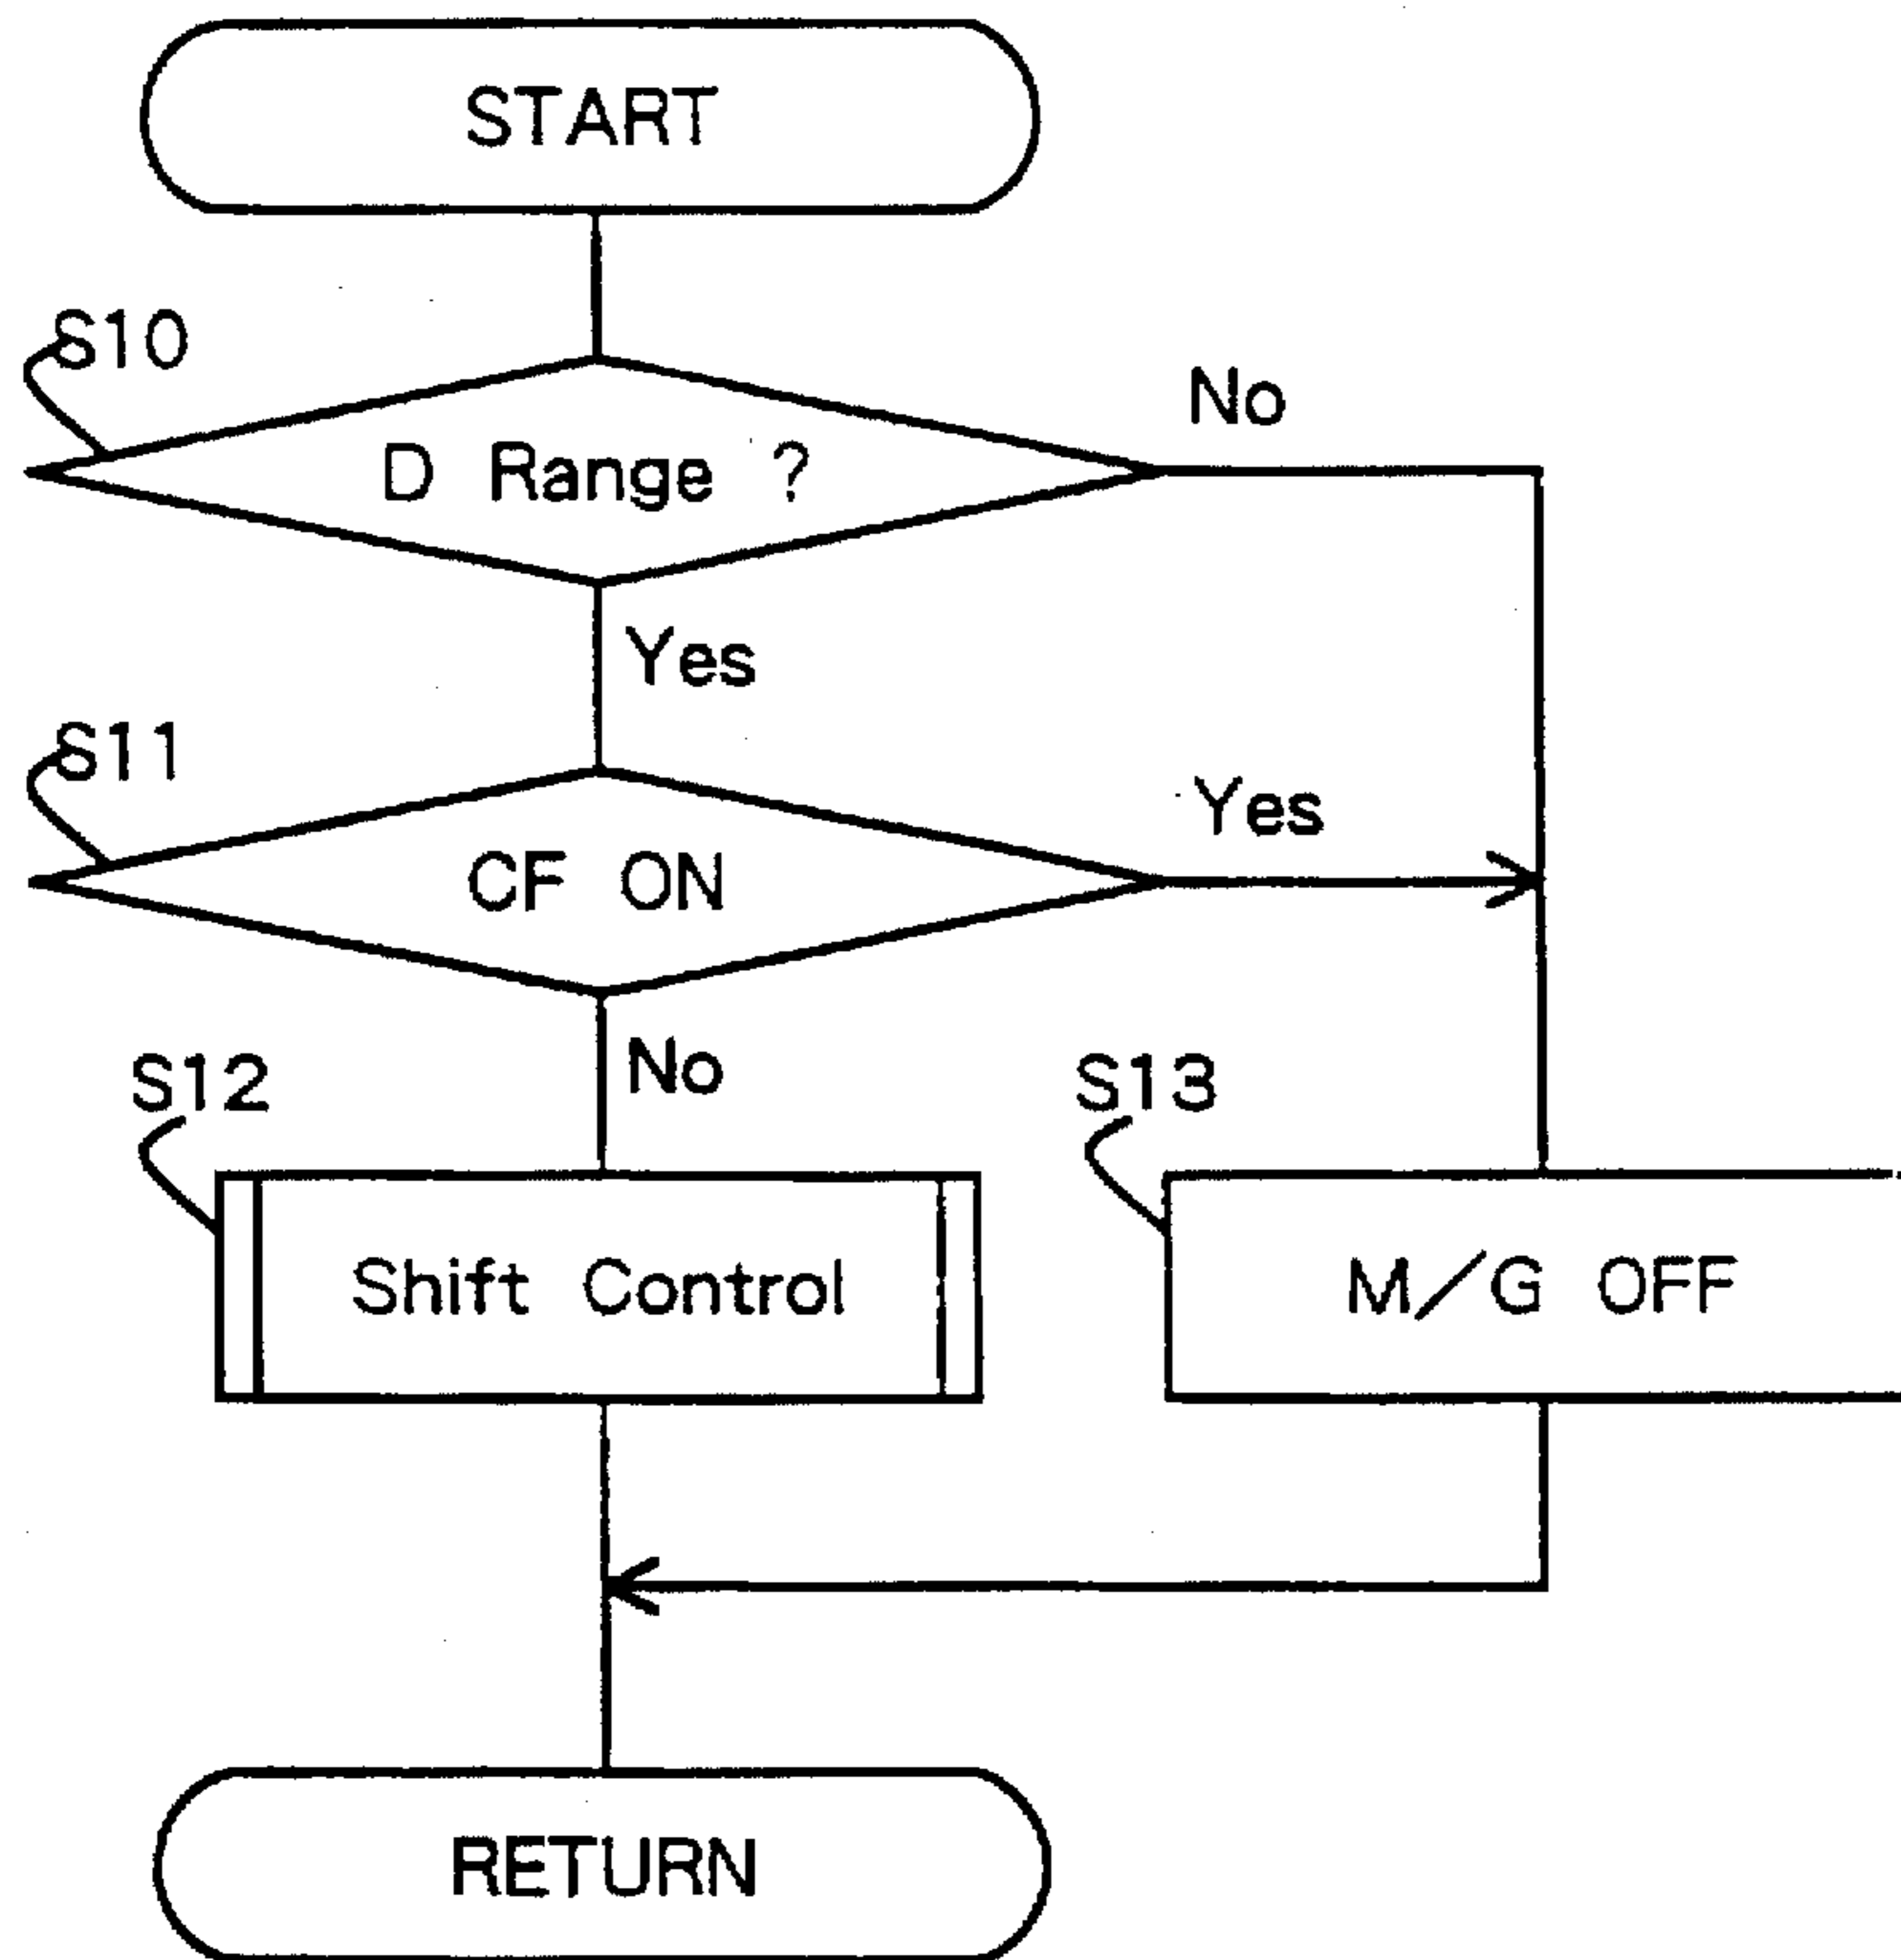 START
S10
No
D Range ?
Yes
S11
Yes
CF ON
No
S12
S13
Shift Control
M/G OFF
RETURN